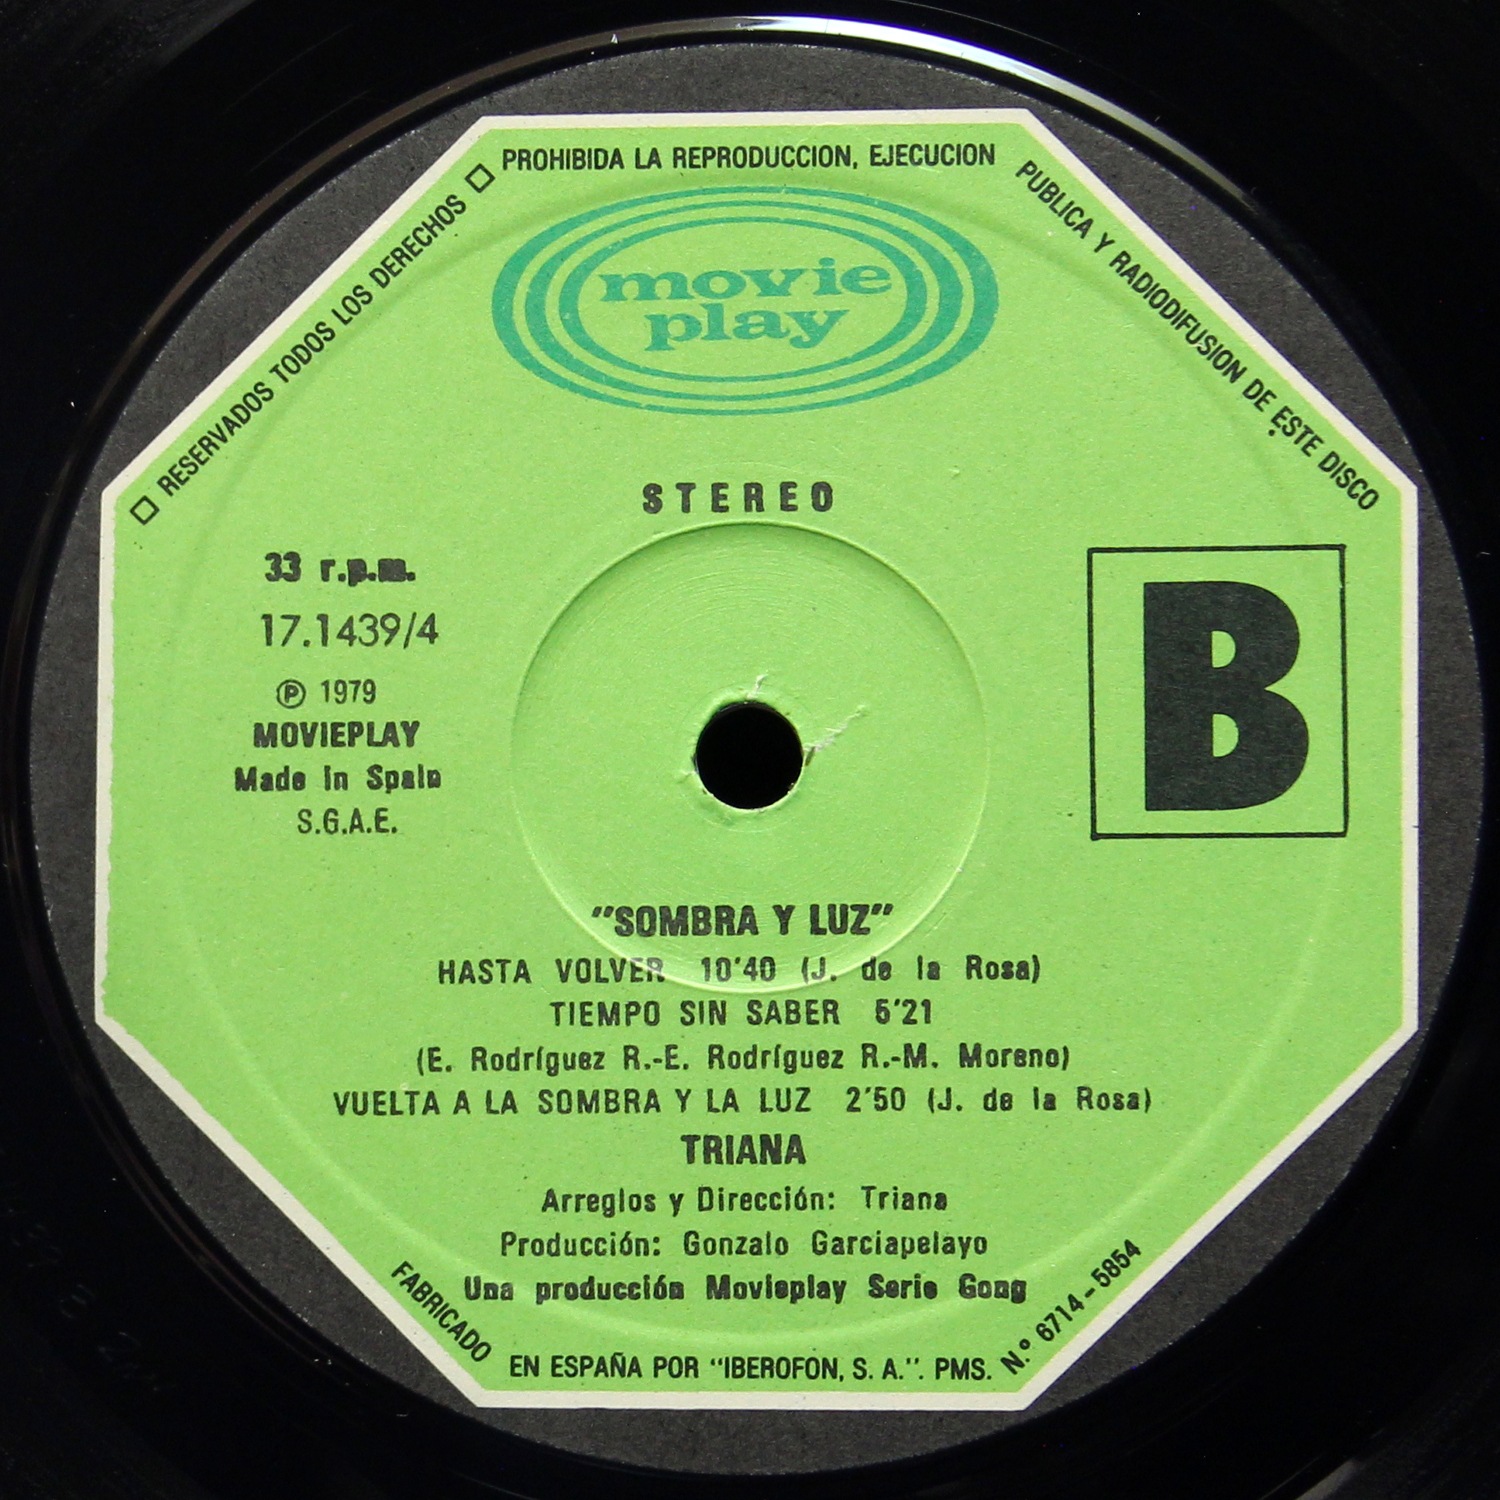 □ RESERVADOS TODOS LOS DERECHOS □ PROHIBIDA LA REPRODUCCION, EJECUCION PUBLICA Y RADIODIFUSION DE ESTE DISCO
movie
play
STEREO
33 r.p.m.
17.1439/4
Ⓟ 1979
MOVIEPLAY
Made in Spain
S.G.A.E.
B
"SOMBRA Y LUZ"
HASTA VOLVER 10'40 (J. de la Rosa)
TIEMPO SIN SABER 5'21
(E. Rodríguez R.-E. Rodríguez R.-M. Moreno)
VUELTA A LA SOMBRA Y LA LUZ 2'50 (J. de la Rosa)
TRIANA
Arreglos y Dirección: Triana
Producción: Gonzalo Garciapelayo
Una producción Movieplay Serie Gong
FABRICADO EN ESPAÑA POR "IBEROFON, S. A.". PMS. N.º 6714-5854